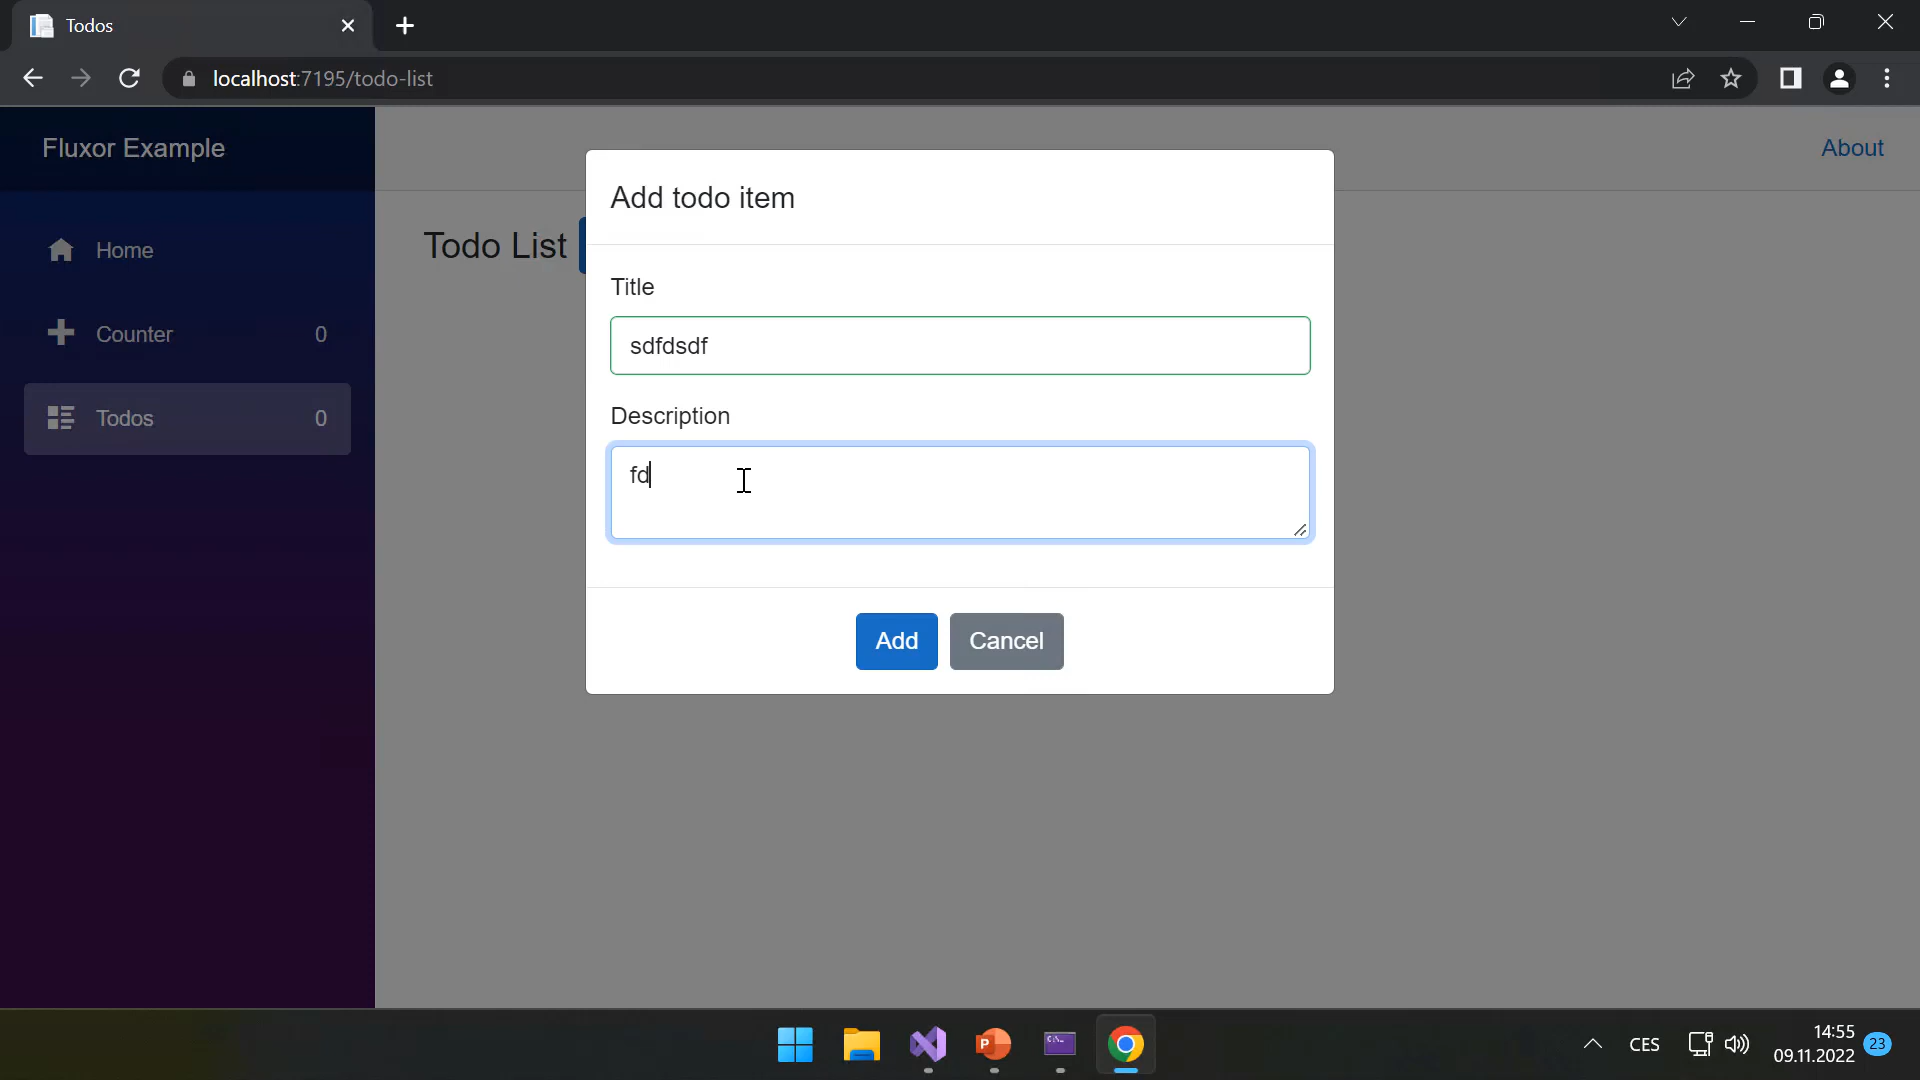 Todos
localhost:7195/todo-list
Fluxor Example
About
Home
Counter 0
Todos 0
Todo List
Add todo item
Title
sdfdsdf
Description
fd
Add Cancel
CES
14:55
09.11.2022
23